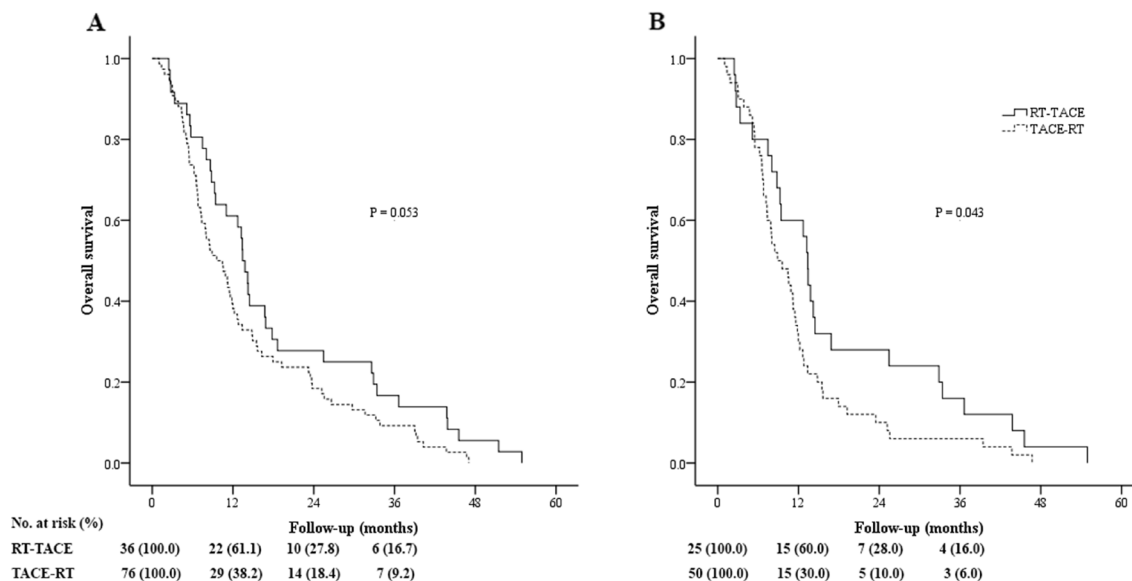 A
B
1.0
0.8
0.6
0.4
0.2
0.0
Overall survival
P = 0.053
0 12 24 36 48 60
Follow-up (months)
1.0
0.8
0.6
0.4
0.2
0.0
Overall survival
RT-TACE
TACE-RT
P = 0.043
0 12 24 36 48 60
Follow-up (months)
No. at risk (%)
RT-TACE 36 (100.0) 22 (61.1) 10 (27.8) 6 (16.7) 25 (100.0) 15 (60.0) 7 (28.0) 4 (16.0)
TACE-RT 76 (100.0) 29 (38.2) 14 (18.4) 7 (9.2) 50 (100.0) 15 (30.0) 5 (10.0) 3 (6.0)